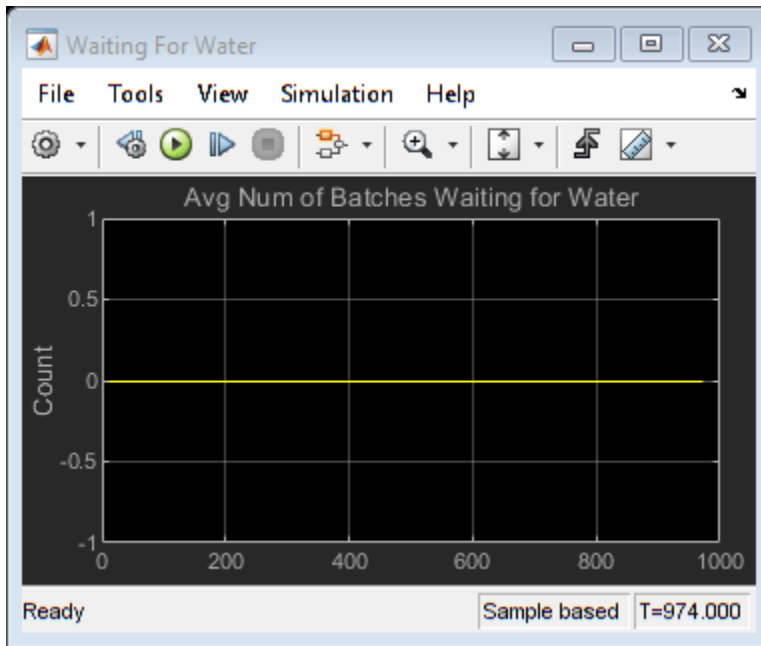 Waiting For Water
File Tools View Simulation Help
Avg Num of Batches Waiting for Water
1
0.5
0
-0.5
-1
Count
0 200 400 600 800 1000
Ready Sample based T=974.000